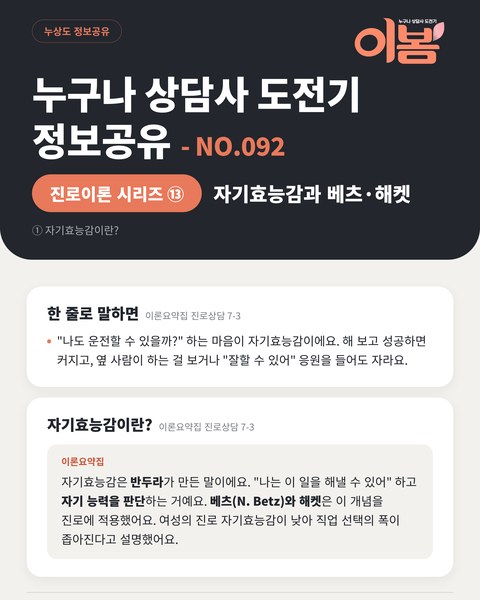 누상도 정보공유
누구나 상담사 도전기
이봄
누구나 상담사 도전기
정보공유 - NO.092
진로이론 시리즈 ⑬ 자기효능감과 베츠·해켓
① 자기효능감이란?
한 줄로 말하면 이론요약집 진로상담 7-3
• "나도 운전할 수 있을까?" 하는 마음이 자기효능감이에요. 해 보고 성공하면
커지고, 옆 사람이 하는 걸 보거나 "잘할 수 있어" 응원을 들어도 자라요.
자기효능감이란? 이론요약집 진로상담 7-3
이론요약집
자기효능감은 반두라가 만든 말이에요. "나는 이 일을 해낼 수 있어" 하고
자기 능력을 판단하는 거예요. 베츠(N. Betz)와 해켓은 이 개념을
진로에 적용했어요. 여성의 진로 자기효능감이 낮아 직업 선택의 폭이
좁아진다고 설명했어요.